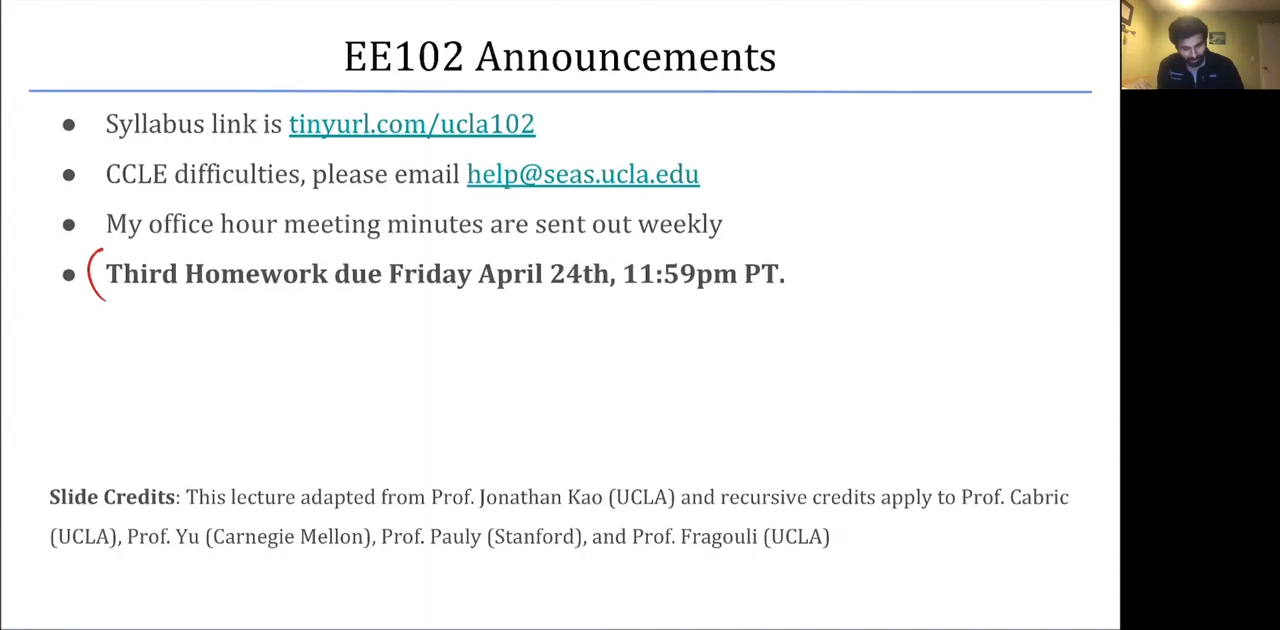 EE102 Announcements
● Syllabus link is tinyurl.com/ucla102
● CCLE difficulties, please email help@seas.ucla.edu
● My office hour meeting minutes are sent out weekly
● Third Homework due Friday April 24th, 11:59pm PT.
Slide Credits: This lecture adapted from Prof. Jonathan Kao (UCLA) and recursive credits apply to Prof. Cabric
(UCLA), Prof. Yu (Carnegie Mellon), Prof. Pauly (Stanford), and Prof. Fragouli (UCLA)